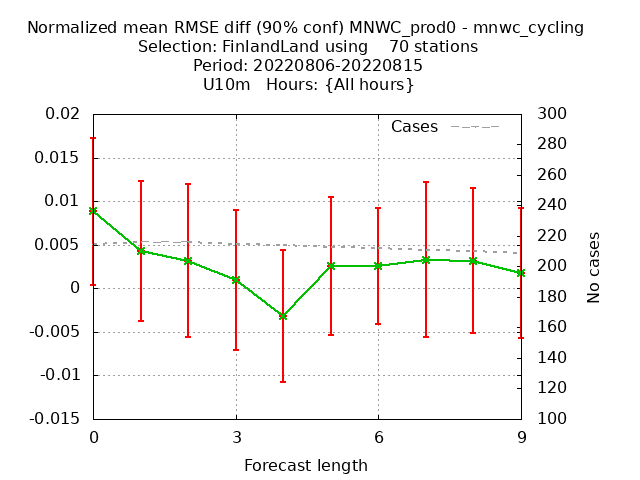 Normalized mean RMSE diff (90% conf) MNWC_prod0 - mnwc_cycling
Selection: FinlandLand using 70 stations
Period: 20220806-20220815
U10m Hours: {All hours}
0.02
0.015
0.01
0.005
0
-0.005
-0.01
-0.015
Cases
300
280
260
240
220
200
180
160
140
120
100
No cases
0 3 6 9
Forecast length